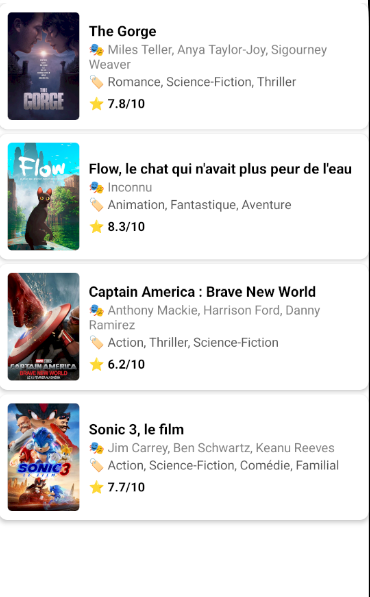 THE
GORGE
The Gorge
Miles Teller, Anya Taylor-Joy, Sigourney
Weaver
Romance, Science-Fiction, Thriller
7.8/10
Flow
Flow, le chat qui n'avait plus peur de l'eau
Inconnu
Animation, Fantastique, Aventure
8.3/10
CAPTAIN AMERICA
BRAVE NEW WORLD
Captain America : Brave New World
Anthony Mackie, Harrison Ford, Danny
Ramirez
Action, Thriller, Science-Fiction
6.2/10
SONIC 3
Sonic 3, le film
Jim Carrey, Ben Schwartz, Keanu Reeves
Action, Science-Fiction, Comédie, Familial
7.7/10